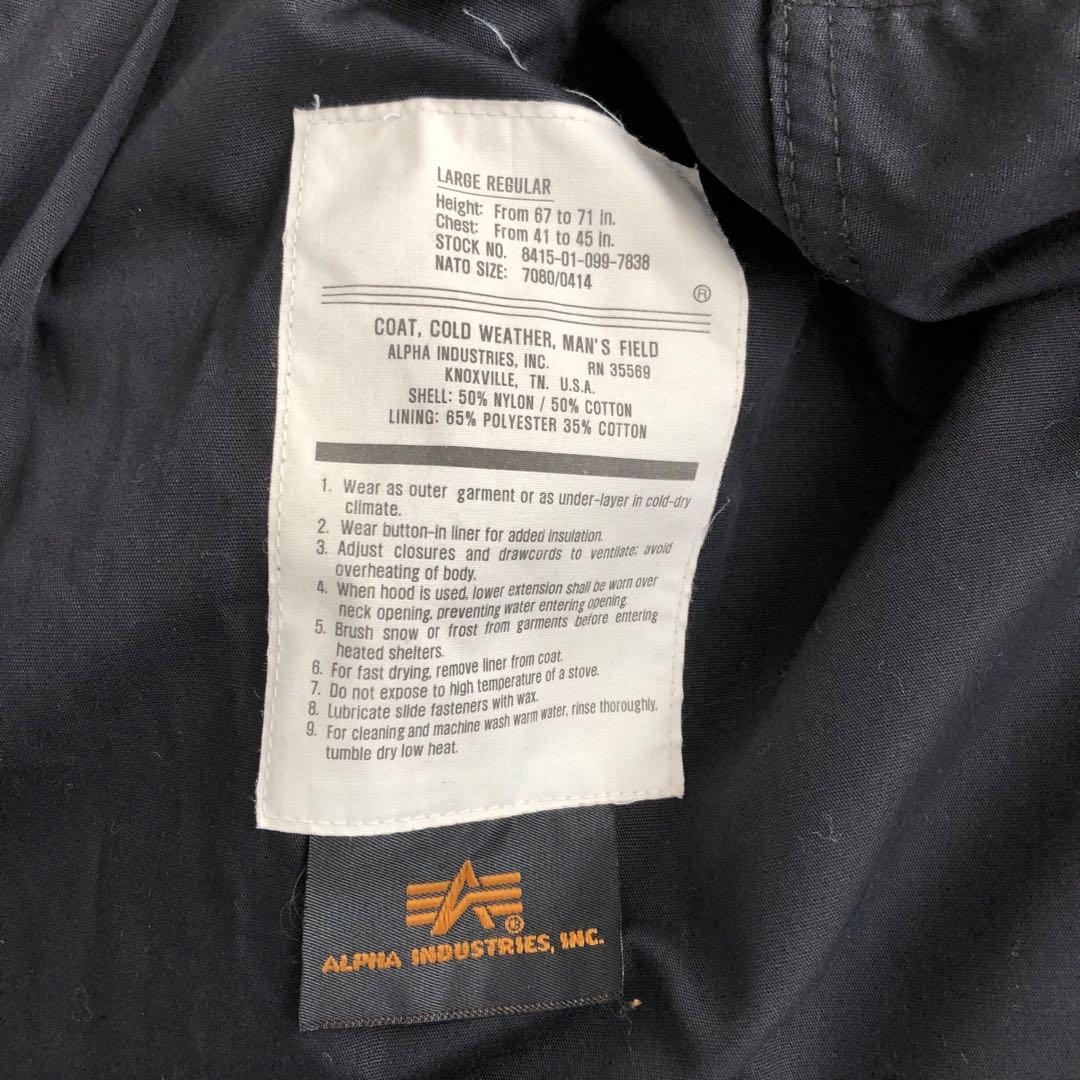 LARGE REGULAR
Height: From 67 to 71 in.
Chest: From 41 to 45 in.
STOCK NO. 8415-01-099-7838
NATO SIZE: 7080/0414
®
COAT, COLD WEATHER, MAN'S FIELD
ALPHA INDUSTRIES, INC. RN 35569
KNOXVILLE, TN. U.S.A.
SHELL: 50% NYLON / 50% COTTON
LINING: 65% POLYESTER 35% COTTON
1. Wear as outer garment or as under-layer in cold-dry
climate.
2. Wear button-in liner for added insulation.
3. Adjust closures and drawcords to ventilate; avoid
overheating of body.
4. When hood is used, lower extension shall be worn over
neck opening, preventing water entering opening.
5. Brush snow or frost from garments before entering
heated shelters.
6. For fast drying, remove liner from coat.
7. Do not expose to high temperature of a stove.
8. Lubricate slide fasteners with wax.
9. For cleaning and machine wash warm water, rinse thoroughly,
tumble dry low heat.
®
ALPHA INDUSTRIES, INC.